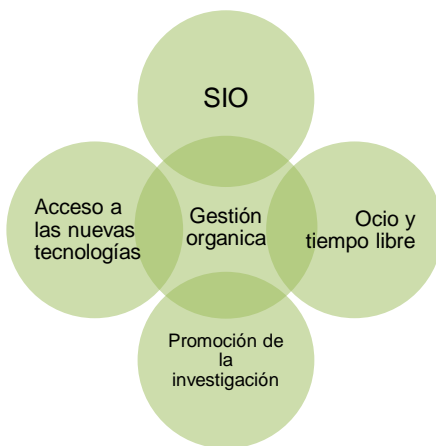 SIO
Acceso a
las nuevas
tecnologías
Gestión
organica
Ocio y
tiempo libre
Promoción de
la
investigación